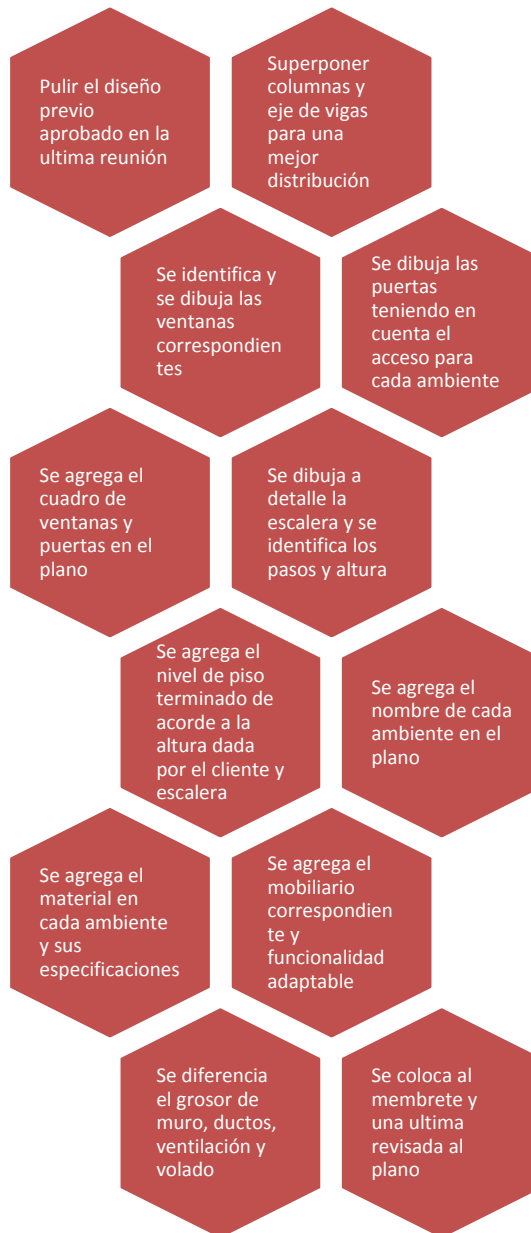 Pulir el diseño
previo
aprobado en la
ultima reunión
Superponer
columnas y
eje de vigas
para una
mejor
distribución
Se identifica y
se dibuja las
ventanas
correspondien
tes
Se dibuja las
puertas
teniendo en
cuenta el
acceso para
cada ambiente
Se agrega el
cuadro de
ventanas y
puertas en el
plano
Se dibuja a
detalle la
escalera y se
identifica los
pasos y altura
Se agrega el
nivel de piso
terminado de
acorde a la
altura dada
por el cliente y
escalera
Se agrega el
nombre de cada
ambiente en el
plano
Se agrega el
material en
cada ambiente
y sus
especificaciones
Se agrega el
mobiliario
correspondien
te y
funcionalidad
adaptable
Se diferencia
el grosor de
muro, ductos,
ventilación y
volado
Se coloca al
membrete y
una ultima
revisada al
plano